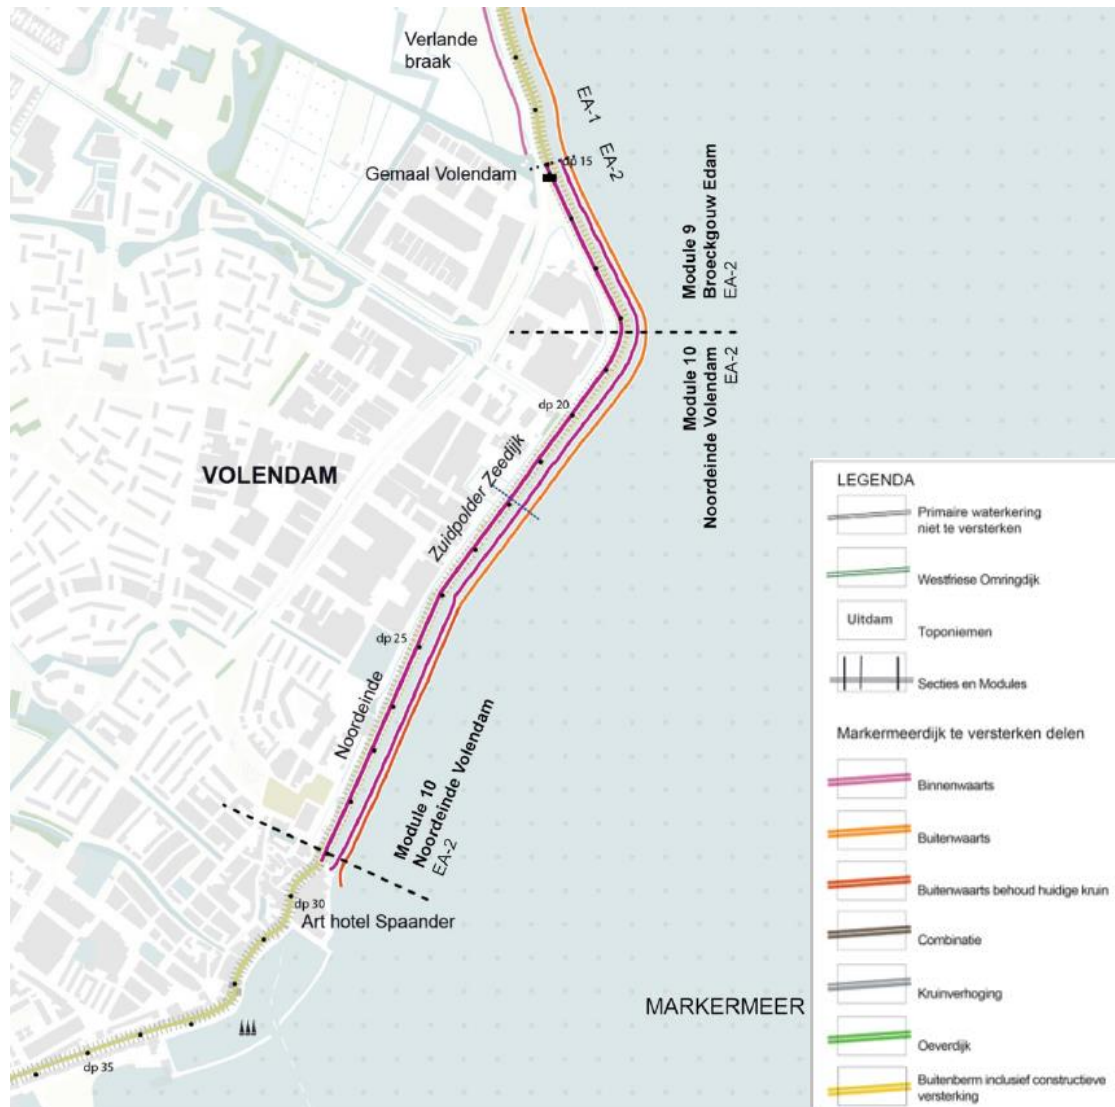 Verlande
braak
EA-1
EA-2
dp 15
Gemaal Volendam
Module 9
Broeckgouw Edam
EA-2
Module 10
Noordeinde Volendam
EA-2
dp 20
VOLENDAM
Zuidpolder Zeedijk
dp 25
Noordeinde
Module 10
Noordeinde Volendam
EA-2
dp 30
Art hotel Spaander
MARKERMEER
dp 35
LEGENDA
Primaire waterkering
niet te versterken
Westfriese Omringdijk
Uitdam
Toponiemen
Secties en Modules
Markermeerdijk te versterken delen
Binnenwaarts
Buitenwaarts
Buitenwaarts behoud huidige kruin
Combinatie
Kruinverhoging
Oeverdijk
Buitenberm inclusief constructieve
versterking